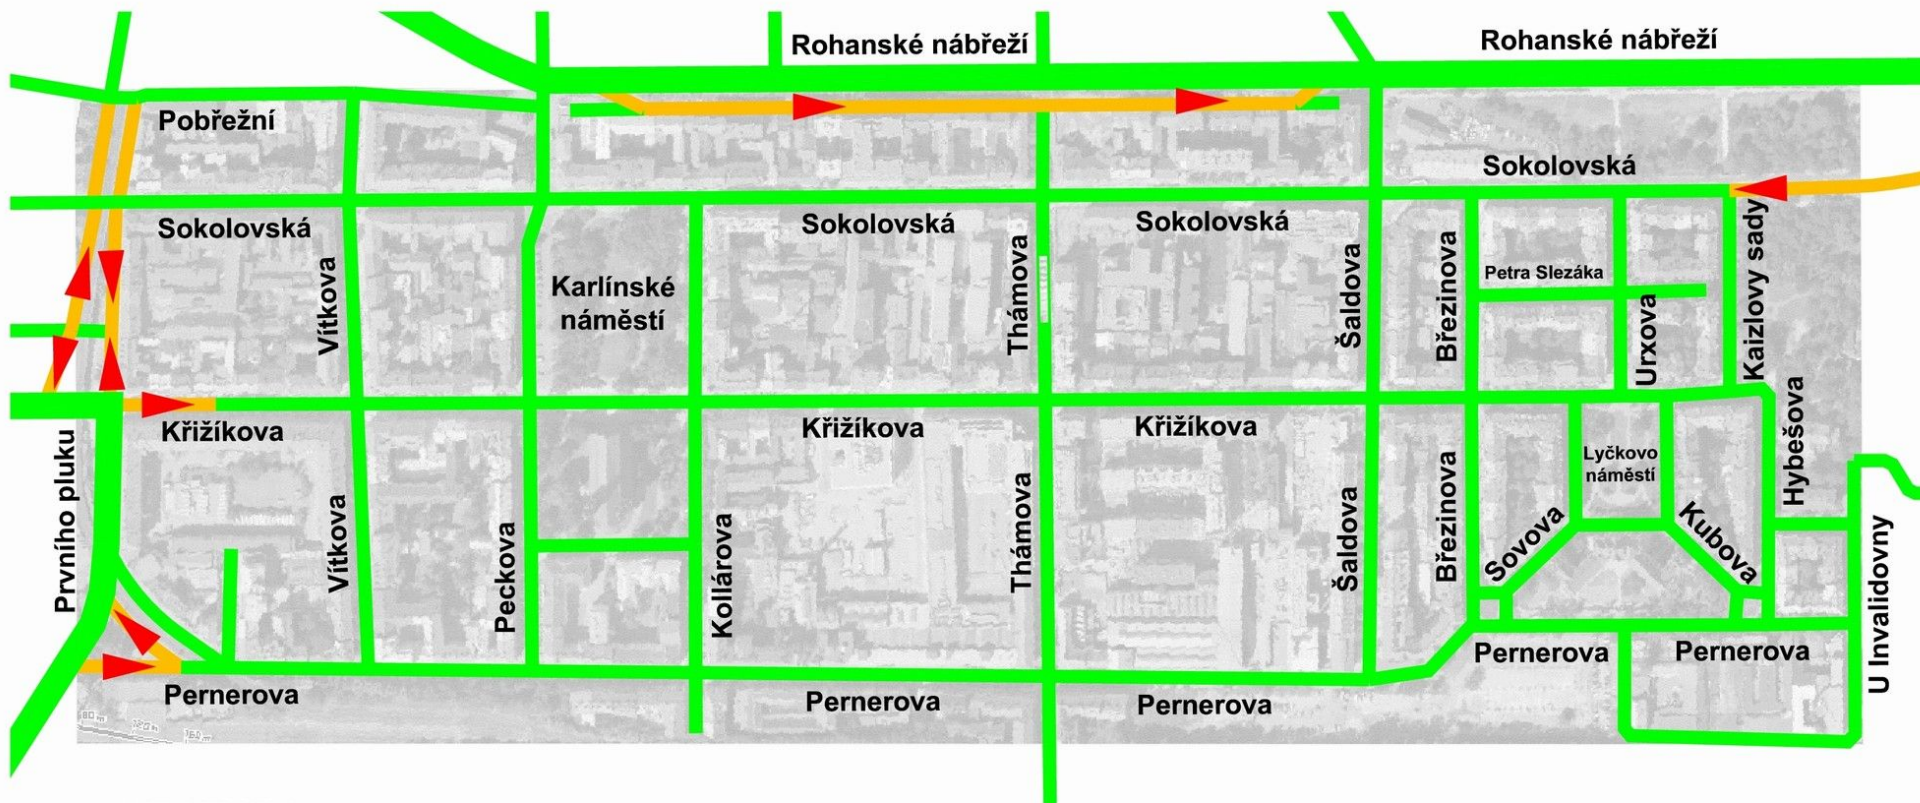 Rohanské nábřeží
Rohanské nábřeží
Pobřežní
Sokolovská
Sokolovská
Sokolovská
Sokolovská
Vítkova
Karlínské
náměstí
Thámova
Šaldova
Březinova
Petra Slezáka
Urxova
Kaizlovy sady
Křižíkova
Křižíkova
Křižíkova
Prvního pluku
Vítkova
Peckova
Kollárova
Thámova
Šaldova
Březinova
Sovova
Lyčkovo
náměstí
Kubova
Hybešova
U Invalidovny
Pernerova
Pernerova
Pernerova
Pernerova
Pernerova